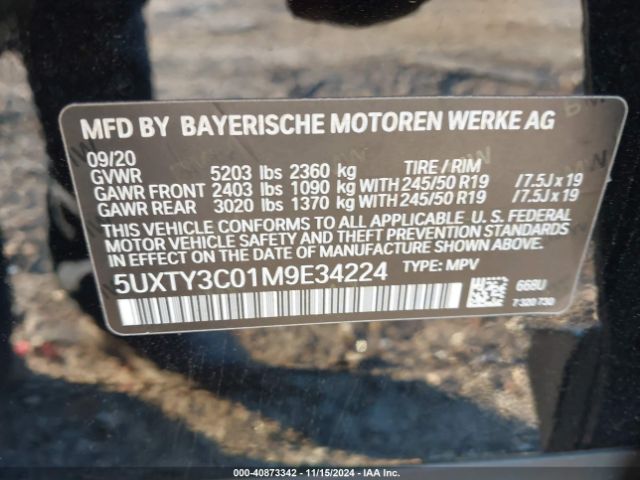 MFD BY BAYERISCHE MOTOREN WERKE AG
09/20
GVWR 5203 lbs 2360 kg TIRE / RIM
GAWR FRONT 2403 lbs 1090 kg WITH 245/50 R19 /7.5J x 19
GAWR REAR 3020 lbs 1370 kg WITH 245/50 R19 /7.5J x 19
THIS VEHICLE CONFORMS TO ALL APPLICABLE U. S. FEDERAL
MOTOR VEHICLE SAFETY AND THEFT PREVENTION STANDARDS
IN EFFECT ON THE DATE OF MANUFACTURE SHOWN ABOVE.
5UXTY3C01M9E34224 TYPE: MPV
668U
7320730
© - 40873342 - 11/15/2024 - IAA Inc.